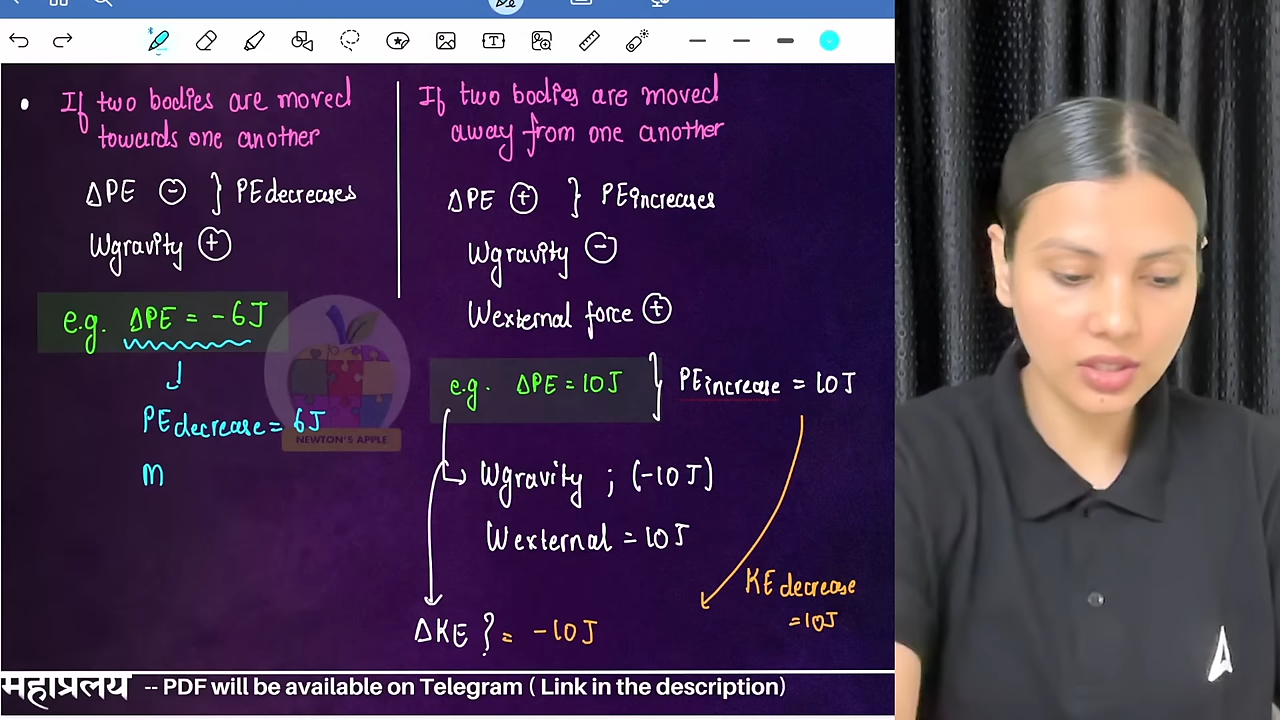 • If two bodies are moved
towards one another
ΔPE ⊖ } PE decreases
Wgravity ⊕
e.g. ΔPE = -6J
PE decrease = 6J
m
If two bodies are moved
away from one another
ΔPE ⊕ } PE increases
Wgravity ⊖
Wexternal force ⊕
e.g. ΔPE = 10J } PE increase = 10J
Wgravity ; (-10J)
Wexternal = 10J
KE decrease
= 10J
ΔKE ? = -10J
NEWTON'S APPLE
महाप्रलय -- PDF will be available on Telegram ( Link in the description)